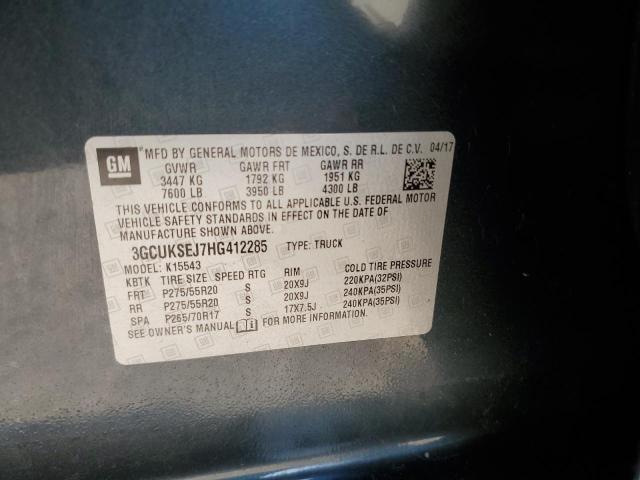 GM
MFD BY GENERAL MOTORS DE MEXICO, S. DE R.L. DE C.V. 04/17
GVWR GAWR FRT GAWR RR
3447 KG 1792 KG 1951 KG
7600 LB 3950 LB 4300 LB
THIS VEHICLE CONFORMS TO ALL APPLICABLE U.S. FEDERAL MOTOR
VEHICLE SAFETY STANDARDS IN EFFECT ON THE DATE OF
MANUFACTURE SHOWN ABOVE.
3GCUKSEJ7HG412285 TYPE: TRUCK
MODEL: K15543
KBTK TIRE SIZE SPEED RTG RIM COLD TIRE PRESSURE
FRT P275/55R20 S 20X9J 220KPA(32PSI)
RR P275/55R20 S 20X9J 240KPA(35PSI)
SPA P265/70R17 S 17X7.5J 240KPA(35PSI)
SEE OWNER'S MANUAL FOR MORE INFORMATION.